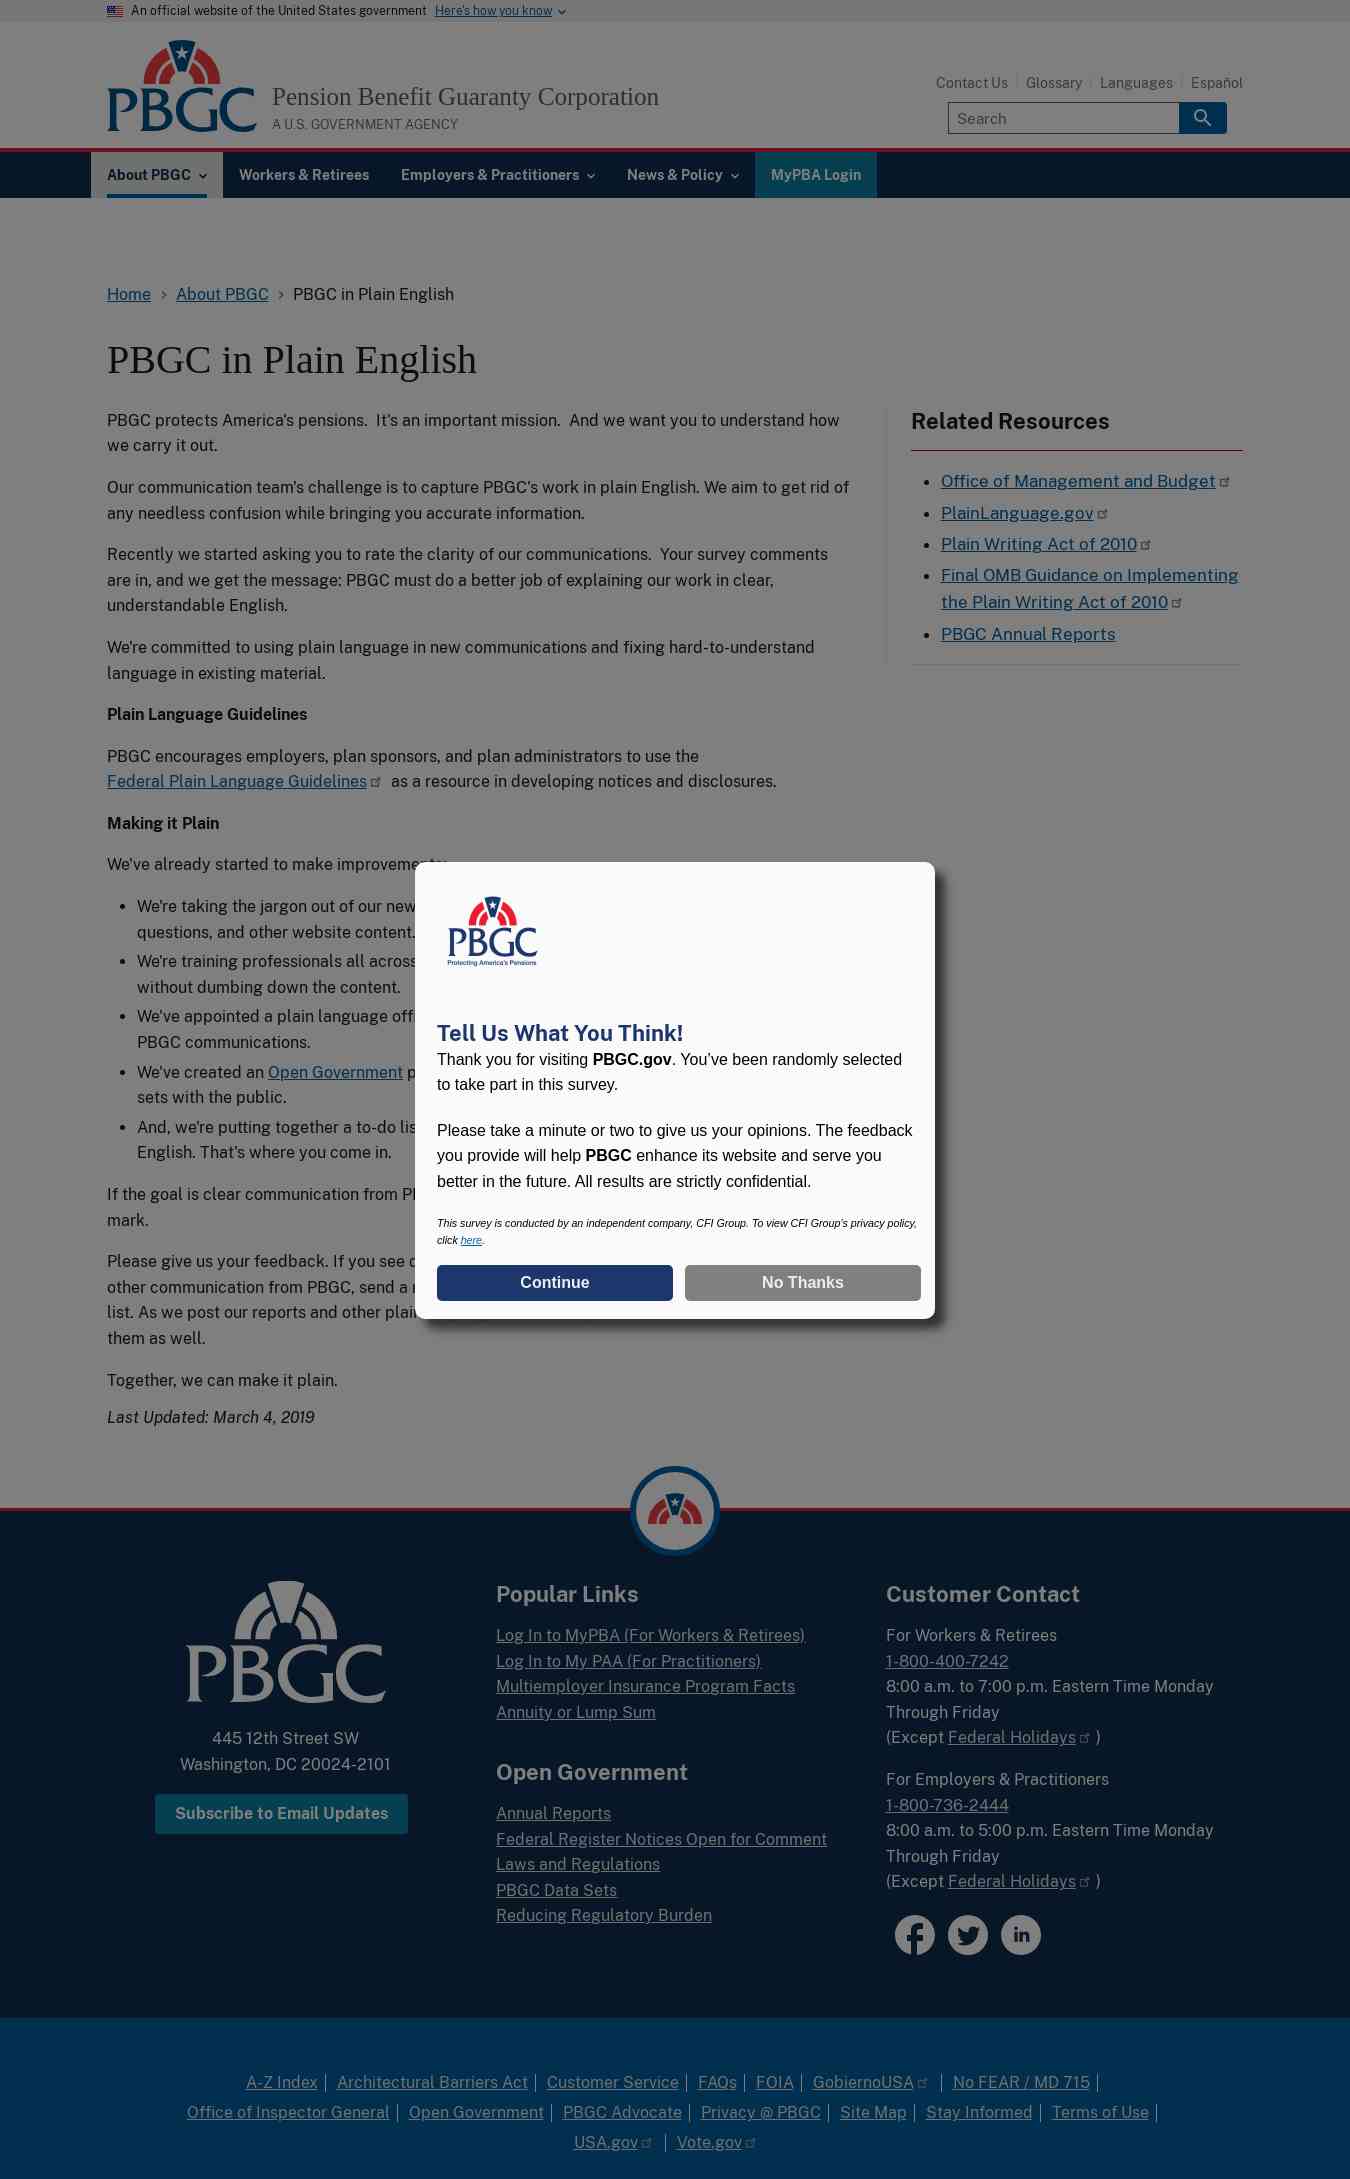 An official website of the United States government Here's how you know
PBGC
Pension Benefit Guaranty Corporation
A U.S. GOVERNMENT AGENCY
Contact Us Glossary Languages Español
Search
About PBGC Workers & Retirees Employers & Practitioners News & Policy MyPBA Login
Home About PBGC PBGC in Plain English
PBGC in Plain English
PBGC protects America's pensions. It's an important mission. And we want you to understand how
we carry it out.
Our communication team's challenge is to capture PBGC's work in plain English. We aim to get rid of
any needless confusion while bringing you accurate information.
Recently we started asking you to rate the clarity of our communications. Your survey comments
are in, and we get the message: PBGC must do a better job of explaining our work in clear,
understandable English.
We're committed to using plain language in new communications and fixing hard-to-understand
language in existing material.
Plain Language Guidelines
PBGC encourages employers, plan sponsors, and plan administrators to use the
Federal Plain Language Guidelines as a resource in developing notices and disclosures.
Making it Plain
We've already started to make improvements:
We're taking the jargon out of our new
questions, and other website content.
We're training professionals all across
without dumbing down the content.
We've appointed a plain language
PBGC communications.
We've created an Open Government
sets with the public.
And, we're putting together a to-do
English. That's where you come in.
If the goal is clear communication from
mark.
Please give us your feedback. If you see
other communication from PBGC, send a
list. As we post our reports and other
them as well.
Together, we can make it plain.
Last Updated: March 4, 2019
Related Resources
Office of Management and Budget
PlainLanguage.gov
Plain Writing Act of 2010
Final OMB Guidance on Implementing
the Plain Writing Act of 2010
PBGC Annual Reports
PBGC
Protecting America's Pensions
Tell Us What You Think!
Thank you for visiting PBGC.gov. You’ve been randomly selected
to take part in this survey.
Please take a minute or two to give us your opinions. The feedback
you provide will help PBGC enhance its website and serve you
better in the future. All results are strictly confidential.
This survey is conducted by an independent company, CFI Group. To view CFI Group's privacy policy,
click here.
Continue No Thanks
PBGC
445 12th Street SW
Washington, DC 20024-2101
Subscribe to Email Updates
Popular Links
Log In to MyPBA (For Workers & Retirees)
Log In to My PAA (For Practitioners)
Multiemployer Insurance Program Facts
Annuity or Lump Sum
Open Government
Annual Reports
Federal Register Notices Open for Comment
Laws and Regulations
PBGC Data Sets
Reducing Regulatory Burden
Customer Contact
For Workers & Retirees
1-800-400-7242
8:00 a.m. to 7:00 p.m. Eastern Time Monday
Through Friday
(Except Federal Holidays )
For Employers & Practitioners
1-800-736-2444
8:00 a.m. to 5:00 p.m. Eastern Time Monday
Through Friday
(Except Federal Holidays )
in
A-Z Index Architectural Barriers Act Customer Service FAQs FOIA GobiernoUSA No FEAR / MD 715
Office of Inspector General Open Government PBGC Advocate Privacy @ PBGC Site Map Stay Informed Terms of Use
USA.gov Vote.gov